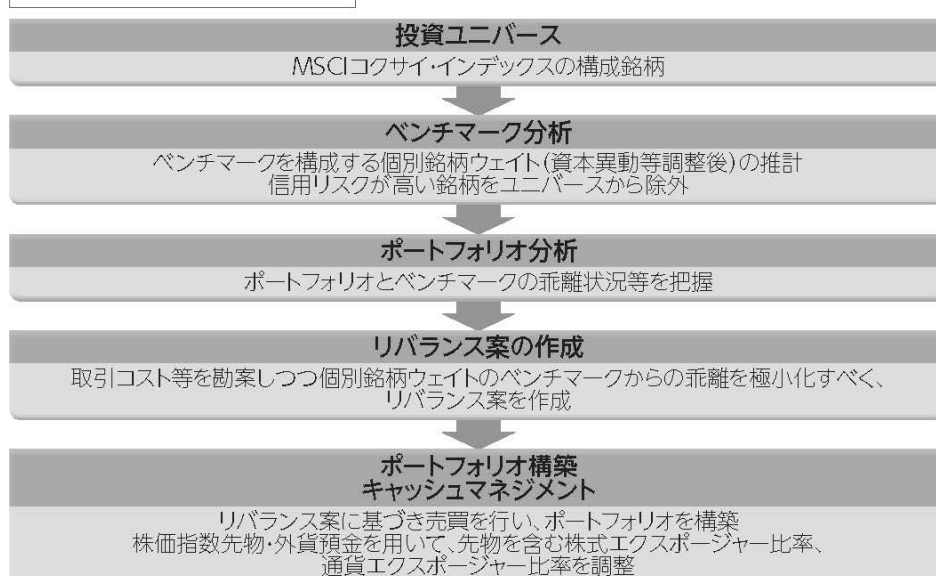 投資ユニバース
MSCIコクサイ・インデックスの構成銘柄
ベンチマーク分析
ベンチマークを構成する個別銘柄ウェイト(資本異動等調整後)の推計
信用リスクが高い銘柄をユニバースから除外
ポートフォリオ分析
ポートフォリオとベンチマークの乖離状況等を把握
リバランス案の作成
取引コスト等を勘案しつつ個別銘柄ウェイトのベンチマークからの乖離を極小化すべく、
リバランス案を作成
ポートフォリオ構築
キャッシュマネジメント
リバランス案に基づき売買を行い、ポートフォリオを構築
株価指数先物・外貨預金を用いて、先物を含む株式エクスポージャー比率、
通貨エクスポージャー比率を調整